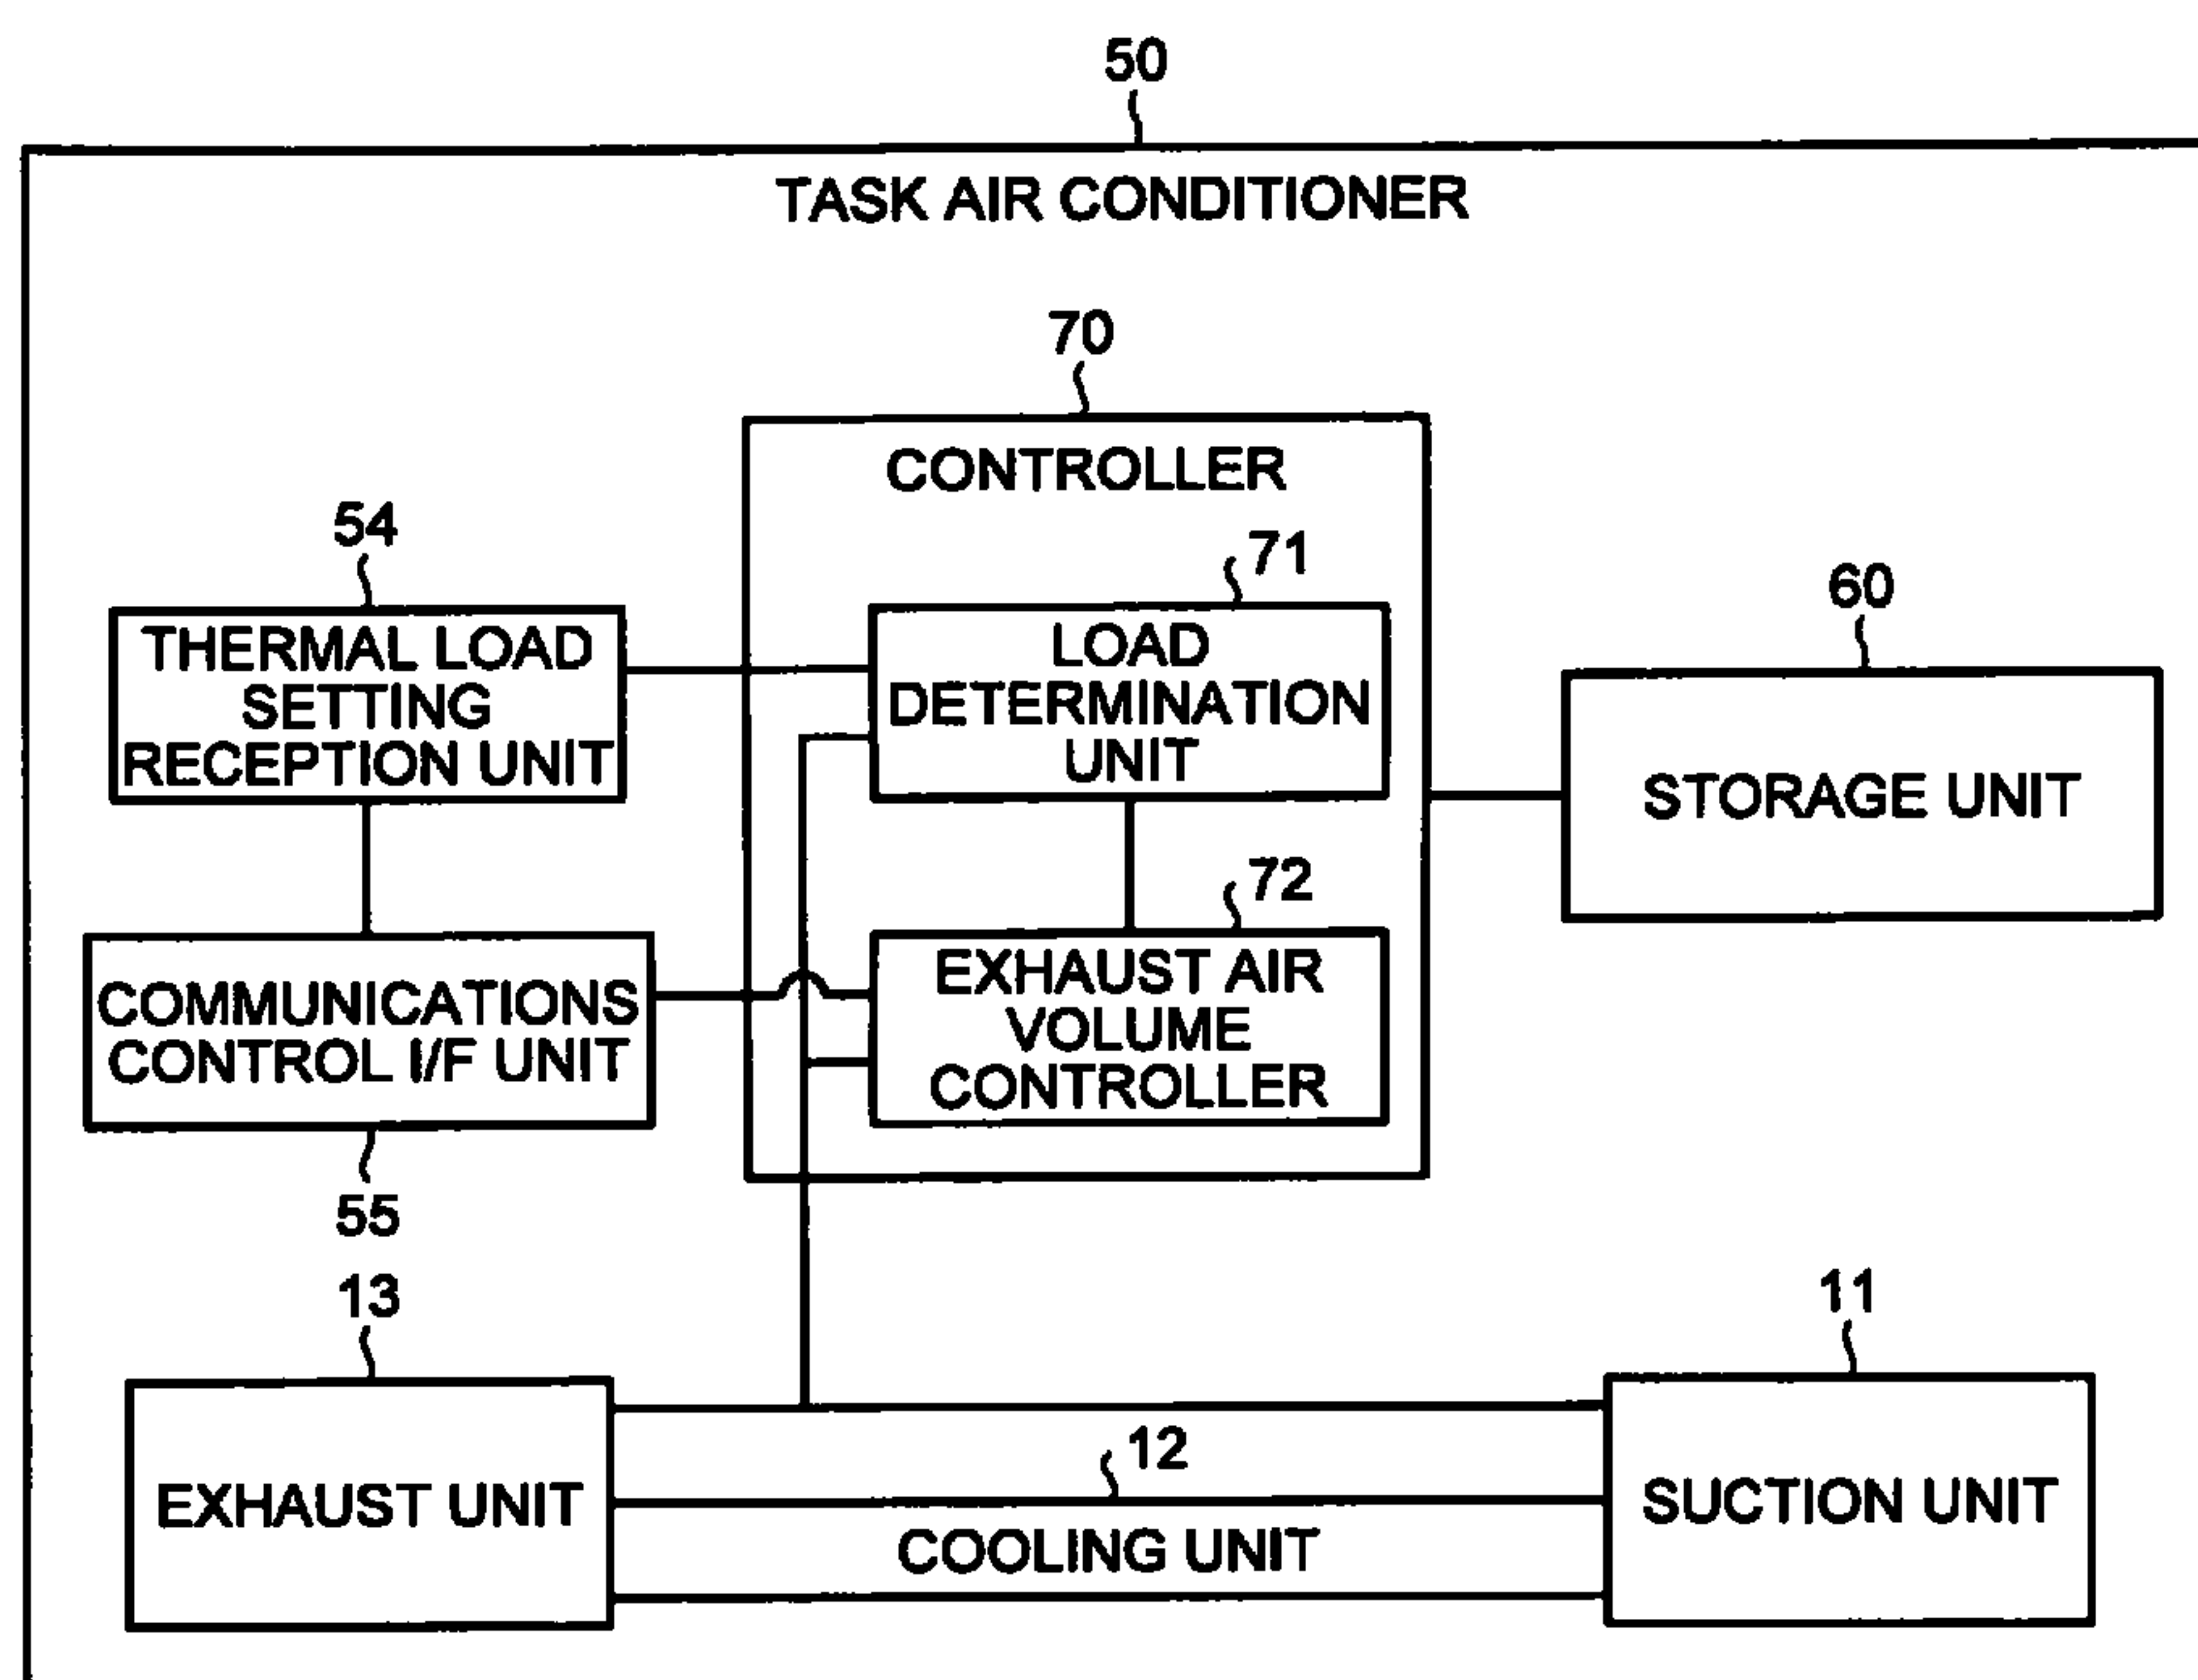 50
TASK AIR CONDITIONER
70
CONTROLLER
54
THERMAL LOAD
SETTING
RECEPTION UNIT
71
LOAD
DETERMINATION
UNIT
60
STORAGE UNIT
72
EXHAUST AIR
VOLUME
CONTROLLER
COMMUNICATIONS
CONTROL I/F UNIT
55
13
EXHAUST UNIT
12
COOLING UNIT
11
SUCTION UNIT